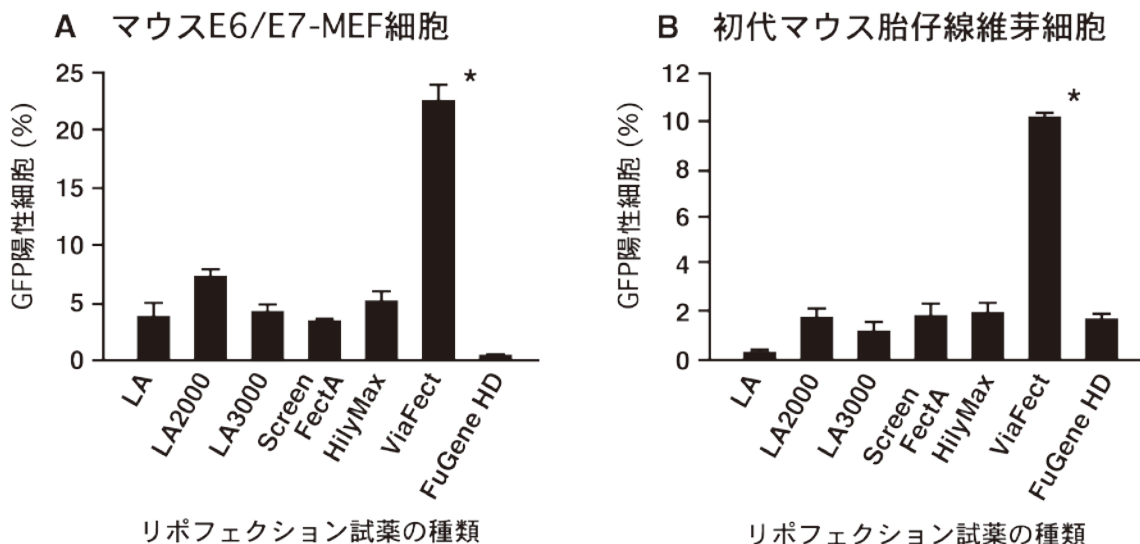 A マウスE6/E7-MEF細胞
GFP陽性細胞 (%)
25
20
15
10
5
0
*
LA
LA2000
LA3000
Screen
FectA
HilyMax
ViaFect
FuGene HD
リポフェクション試薬の種類
B 初代マウス胎仔線維芽細胞
GFP陽性細胞 (%)
12
10
8
6
4
2
0
*
LA
LA2000
LA3000
Screen
FectA
HilyMax
ViaFect
FuGene HD
リポフェクション試薬の種類